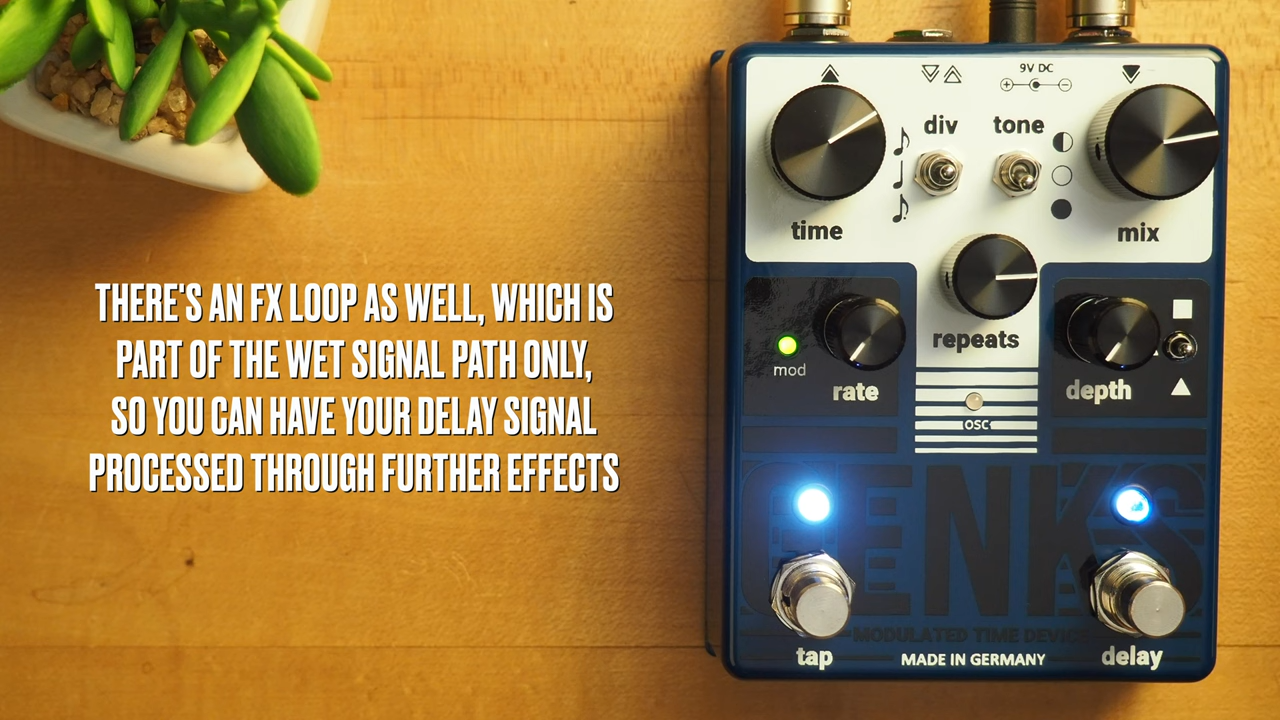 THERE'S AN FX LOOP AS WELL, WHICH IS
PART OF THE WET SIGNAL PATH ONLY,
SO YOU CAN HAVE YOUR DELAY SIGNAL
PROCESSED THROUGH FURTHER EFFECTS
9V DC
div tone
time mix
repeats
mod
rate depth
OSC
GENKS
MODULATED TIME DEVICE
tap MADE IN GERMANY delay